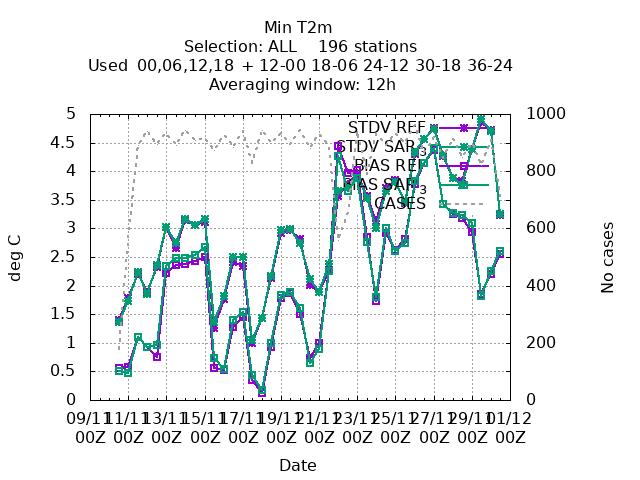 Min T2m
Selection: ALL    196 stations
Used  00,06,12,18  + 12-00 18-06 24-12 30-18 36-24
Averaging window: 12h
5
4.5
4
3.5
3
2.5
2
1.5
1
0.5
0
1000
800
600
400
200
0
deg C
No cases
STDV REF
STDV SAR_3
BIAS REF
BIAS SAR_3
CASES
09/11 11/11 13/11 15/11 17/11 19/11 21/11 23/11 25/11 27/11 29/11 01/12
00Z 00Z 00Z 00Z 00Z 00Z 00Z 00Z 00Z 00Z 00Z 00Z
Date